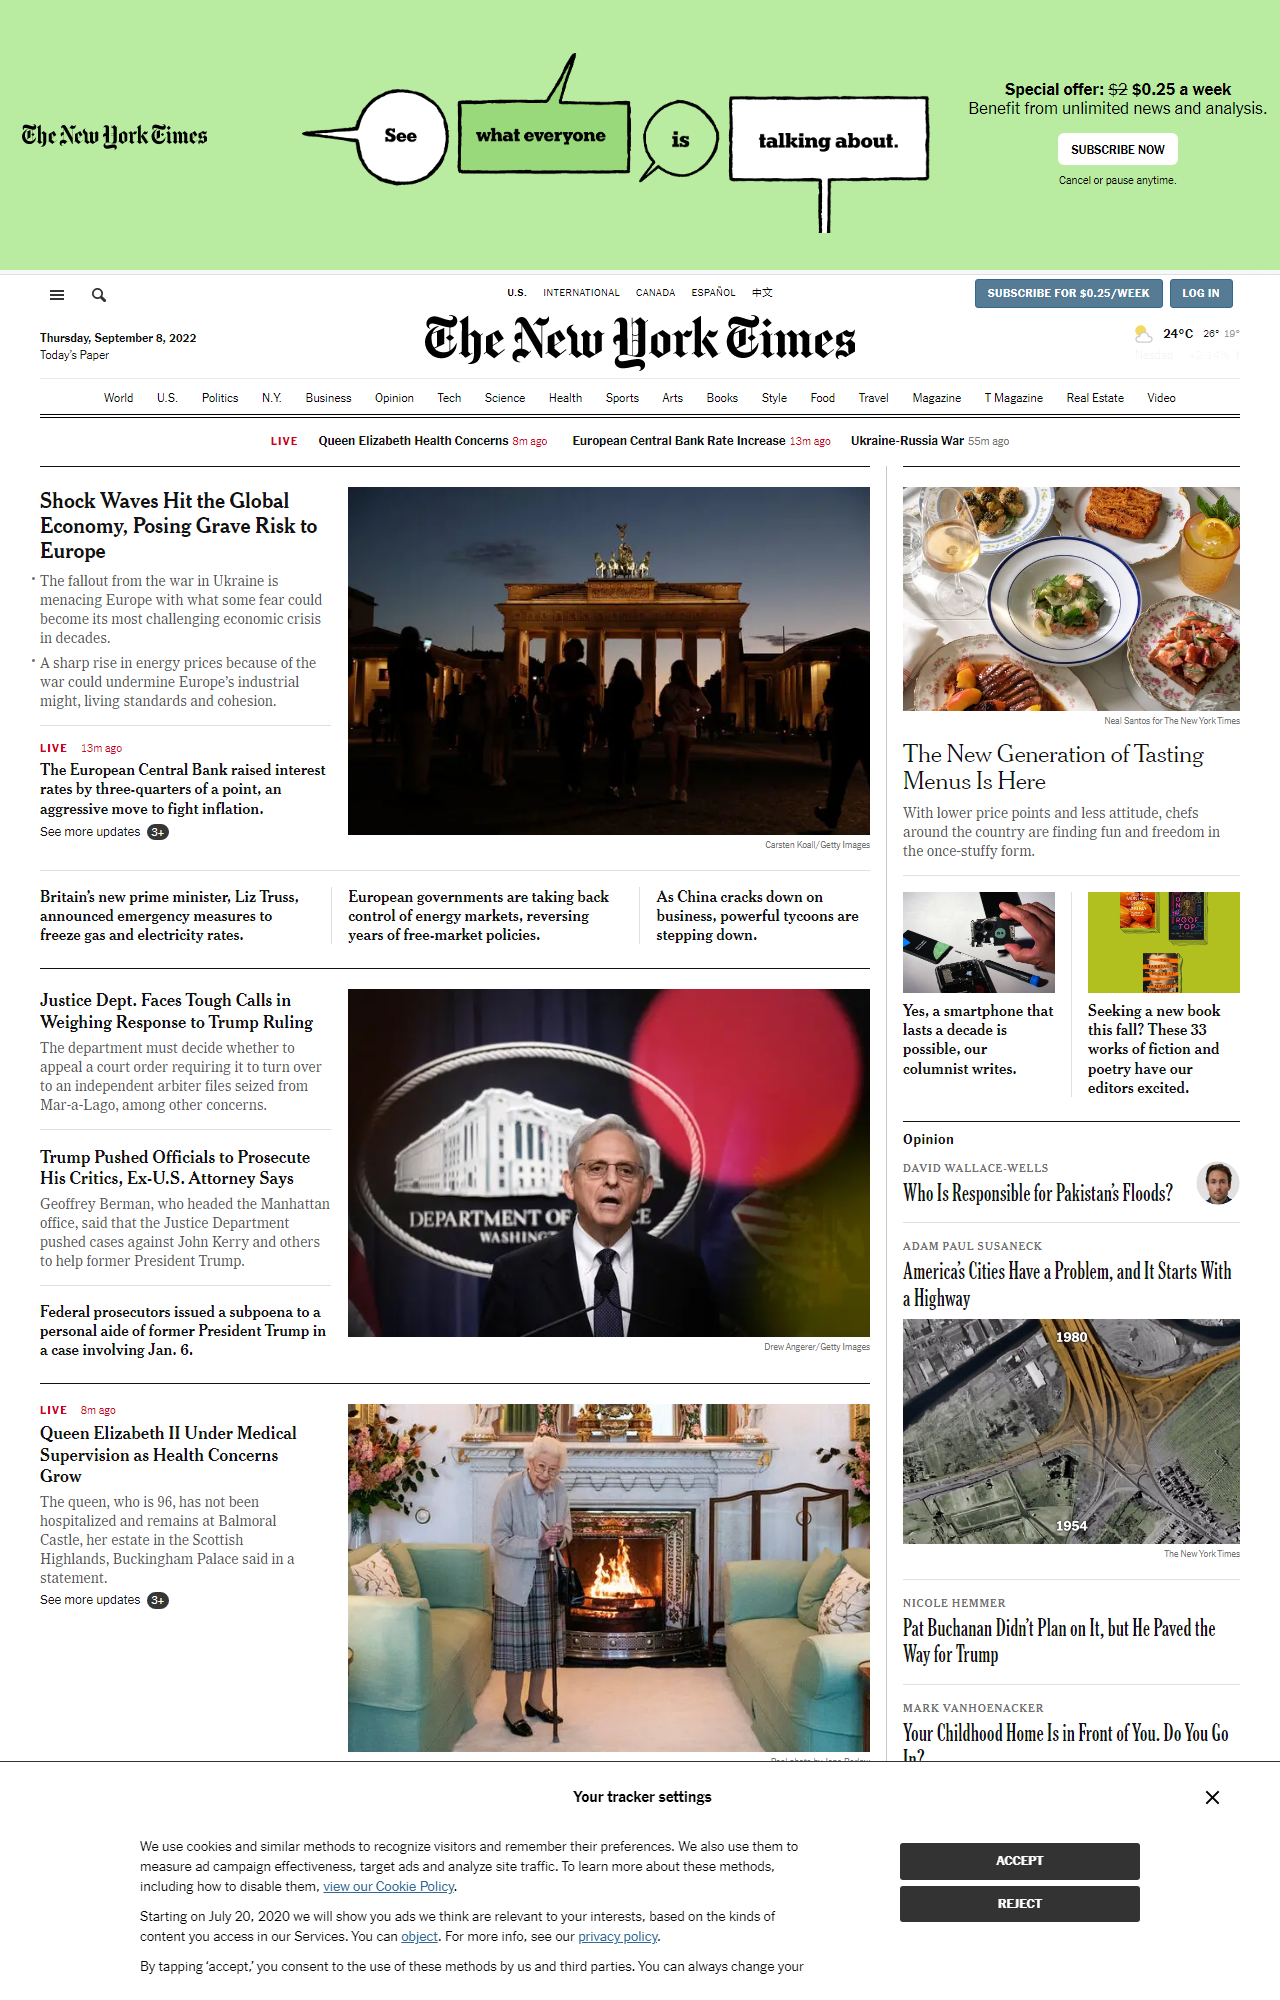 The New York Times
See
what everyone
is
talking about.
Special offer: $2 $0.25 a week
Benefit from unlimited news and analysis.
SUBSCRIBE NOW
Cancel or pause anytime.
U.S. INTERNATIONAL CANADA ESPAÑOL 中文
SUBSCRIBE FOR $0.25/WEEK
LOG IN
Thursday, September 8, 2022
Today's Paper
The New York Times
24°C 26° 19°
World U.S. Politics N.Y. Business Opinion Tech Science Health Sports Arts Books Style Food Travel Magazine T Magazine Real Estate Video
LIVE Queen Elizabeth Health Concerns 8m ago European Central Bank Rate Increase 13m ago Ukraine-Russia War 55m ago
Shock Waves Hit the Global
Economy, Posing Grave Risk to
Europe
The fallout from the war in Ukraine is
menacing Europe with what some fear could
become its most challenging economic crisis
in decades.
A sharp rise in energy prices because of the
war could undermine Europe's industrial
might, living standards and cohesion.
LIVE 13m ago
The European Central Bank raised interest
rates by three-quarters of a point, an
aggressive move to fight inflation.
See more updates 3+
Carsten Koall/Getty Images
Britain's new prime minister, Liz Truss,
announced emergency measures to
freeze gas and electricity rates.
European governments are taking back
control of energy markets, reversing
years of free-market policies.
As China cracks down on
business, powerful tycoons are
stepping down.
Justice Dept. Faces Tough Calls in
Weighing Response to Trump Ruling
The department must decide whether to
appeal a court order requiring it to turn over
to an independent arbiter files seized from
Mar-a-Lago, among other concerns.
Trump Pushed Officials to Prosecute
His Critics, Ex-U.S. Attorney Says
Geoffrey Berman, who headed the Manhattan
office, said that the Justice Department
pushed cases against John Kerry and others
to help former President Trump.
Federal prosecutors issued a subpoena to a
personal aide of former President Trump in
a case involving Jan. 6.
DEPARTMENT OF
WASHING
Drew Angerer/Getty Images
LIVE 8m ago
Queen Elizabeth II Under Medical
Supervision as Health Concerns
Grow
The queen, who is 96, has not been
hospitalized and remains at Balmoral
Castle, her estate in the Scottish
Highlands, Buckingham Palace said in a
statement.
See more updates 3+
Neal Santos for The New York Times
The New Generation of Tasting
Menus Is Here
With lower price points and less attitude, chefs
around the country are finding fun and freedom in
the once-stuffy form.
Yes, a smartphone that
lasts a decade is
possible, our
columnist writes.
ROOF
TOP
Seeking a new book
this fall? These 33
works of fiction and
poetry have our
editors excited.
Opinion
DAVID WALLACE-WELLS
Who Is Responsible for Pakistan's Floods?
ADAM PAUL SUSANECK
America's Cities Have a Problem, and It Starts With
a Highway
1980
1954
The New York Times
NICOLE HEMMER
Pat Buchanan Didn't Plan on It, but He Paved the
Way for Trump
MARK VANHOENACKER
Your Childhood Home Is in Front of You. Do You Go
In?
Your tracker settings
We use cookies and similar methods to recognize visitors and remember their preferences. We also use them to
measure ad campaign effectiveness, target ads and analyze site traffic. To learn more about these methods,
including how to disable them, view our Cookie Policy.
Starting on July 20, 2020 we will show you ads we think are relevant to your interests, based on the kinds of
content you access in our Services. You can object. For more info, see our privacy policy.
By tapping 'accept,' you consent to the use of these methods by us and third parties. You can always change your
ACCEPT
REJECT